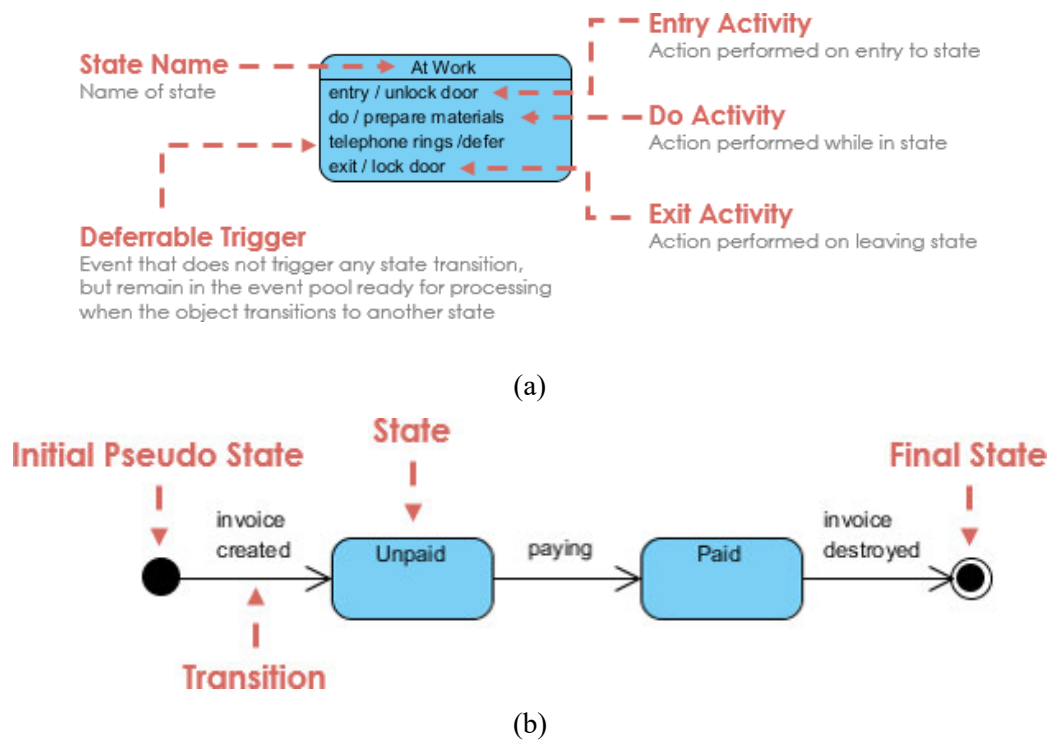 Entry Activity
Action performed on entry to state
State Name
Name of state
At Work
entry / unlock door
do / prepare materials
telephone rings /defer
exit / lock door
Do Activity
Action performed while in state
Exit Activity
Action performed on leaving state
Deferrable Trigger
Event that does not trigger any state transition,
but remain in the event pool ready for processing
when the object transitions to another state
(a)
State
Initial Pseudo State
Final State
invoice
created
Unpaid
paying
Paid
invoice
destroyed
Transition
(b)